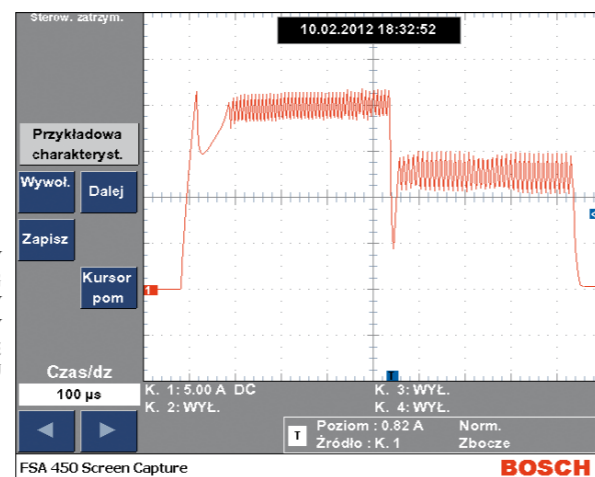 Sterow. zatrzym.
10.02.2012 18:32:52
Przykładowa
charakteryst.
Wywoł.
Dalej
Zapisz
Kursor
pom
1
T
Czas/dz
100 µs
K. 1: 5.00 A DC
K. 3: WYŁ.
K. 2: WYŁ.
K. 4: WYŁ.
T
Poziom : 0.82 A
Norm.
Źródło : K. 1
Zbocze
FSA 450 Screen Capture
BOSCH